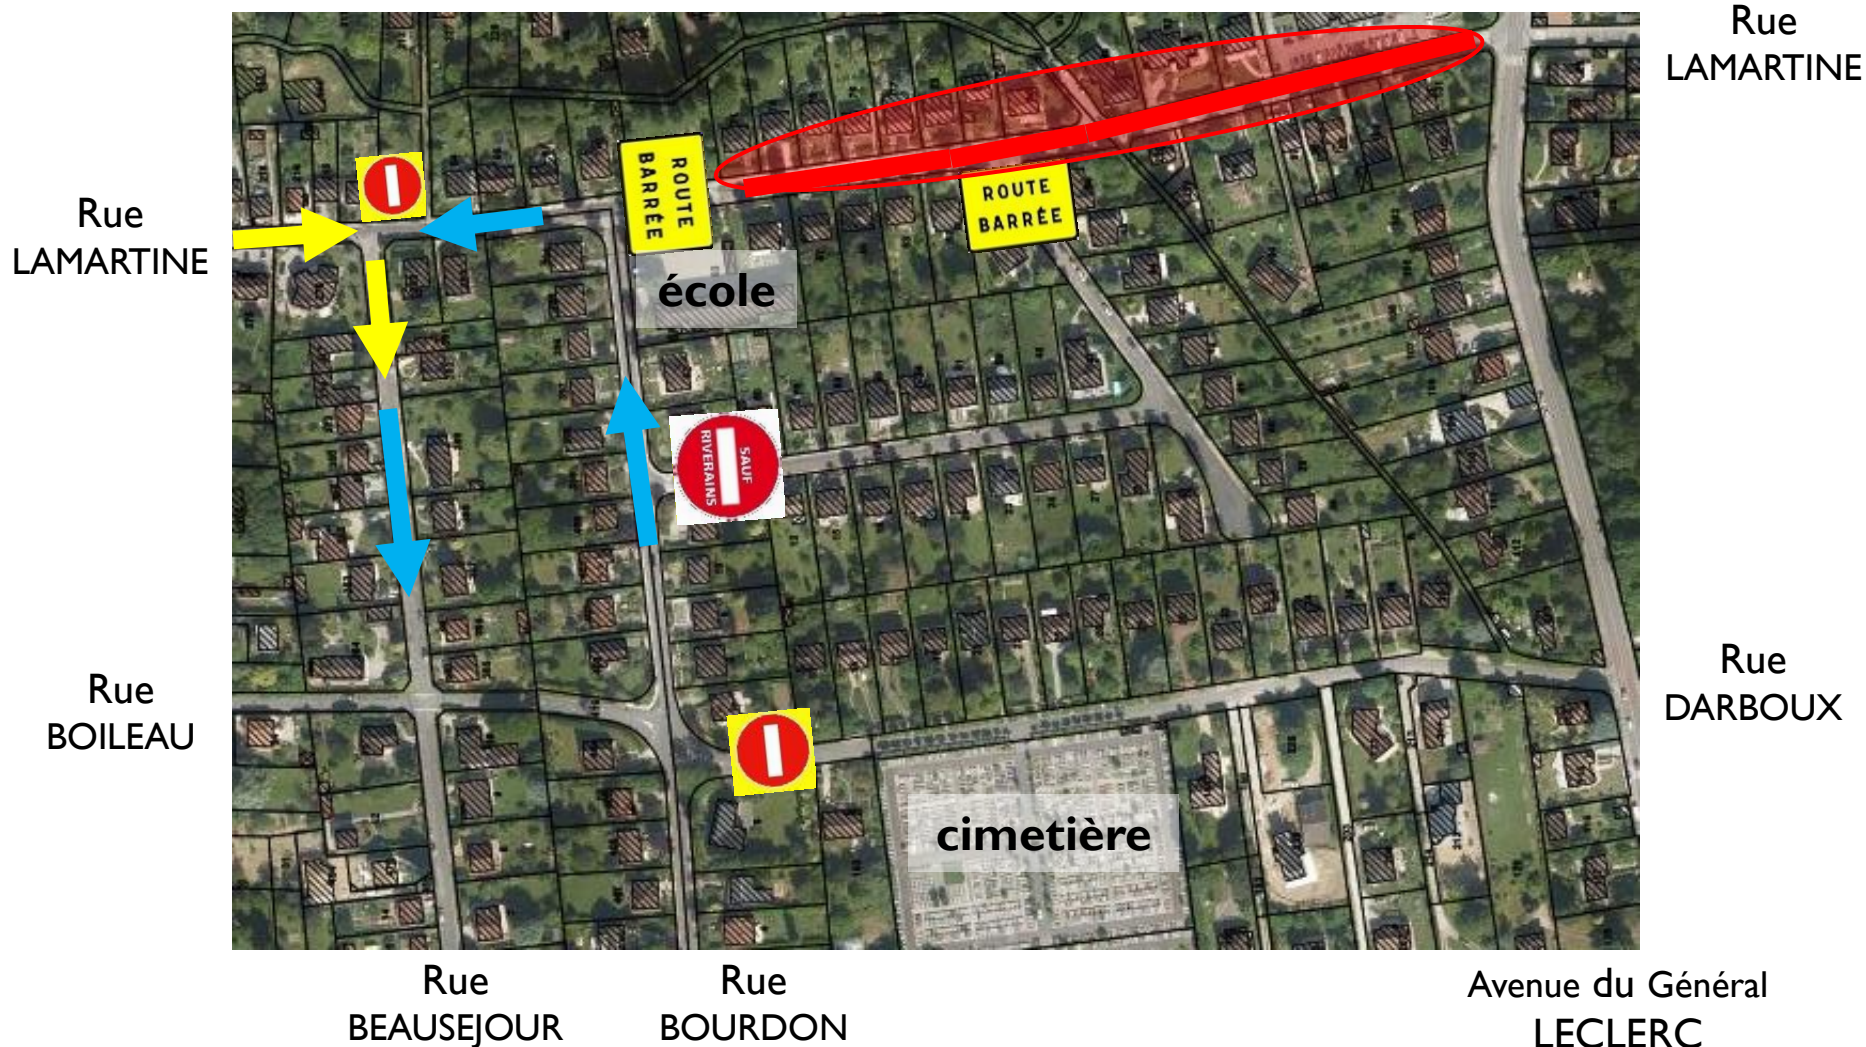 Rue
LAMARTINE
Rue
LAMARTINE
ROUTE
BARRÉE
ROUTE
BARRÉE
école
SAUF
RIVERAINS
Rue
BOILEAU
Rue
DARBOUX
cimetière
Rue
BEAUSEJOUR
Rue
BOURDON
Avenue du Général
LECLERC